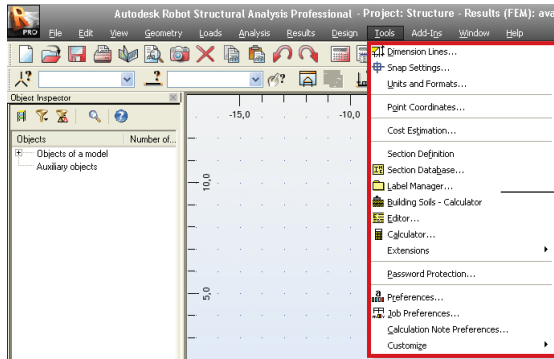 Autodesk Robot Structural Analysis Professional - Project: Structure - Results (FEM): ava
PRO File Edit View Geometry Loads Analysis Results Design Tools Add-Ins Window Help
Object Inspector
Objects Number of...
Objects of a model
Auxiliary objects
-15,0 -10,0
10,0
5,0
Dimension Lines...
Snap Settings...
Units and Formats...
Point Coordinates...
Cost Estimation...
Section Definition
Section Database...
Label Manager...
Building Soils - Calculator
Editor...
Calculator...
Extensions
Password Protection...
Preferences...
Job Preferences...
Calculation Note Preferences...
Customize